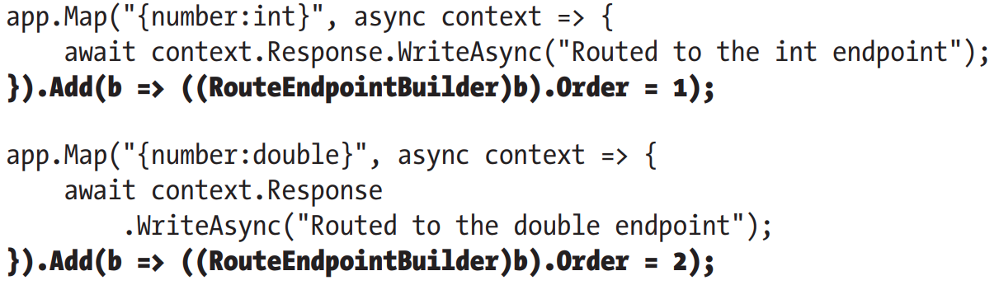 app.Map("{number:int}", async context => {
    await context.Response.WriteAsync("Routed to the int endpoint");
}).Add(b => ((RouteEndpointBuilder)b).Order = 1);

app.Map("{number:double}", async context => {
    await context.Response
        .WriteAsync("Routed to the double endpoint");
}).Add(b => ((RouteEndpointBuilder)b).Order = 2);